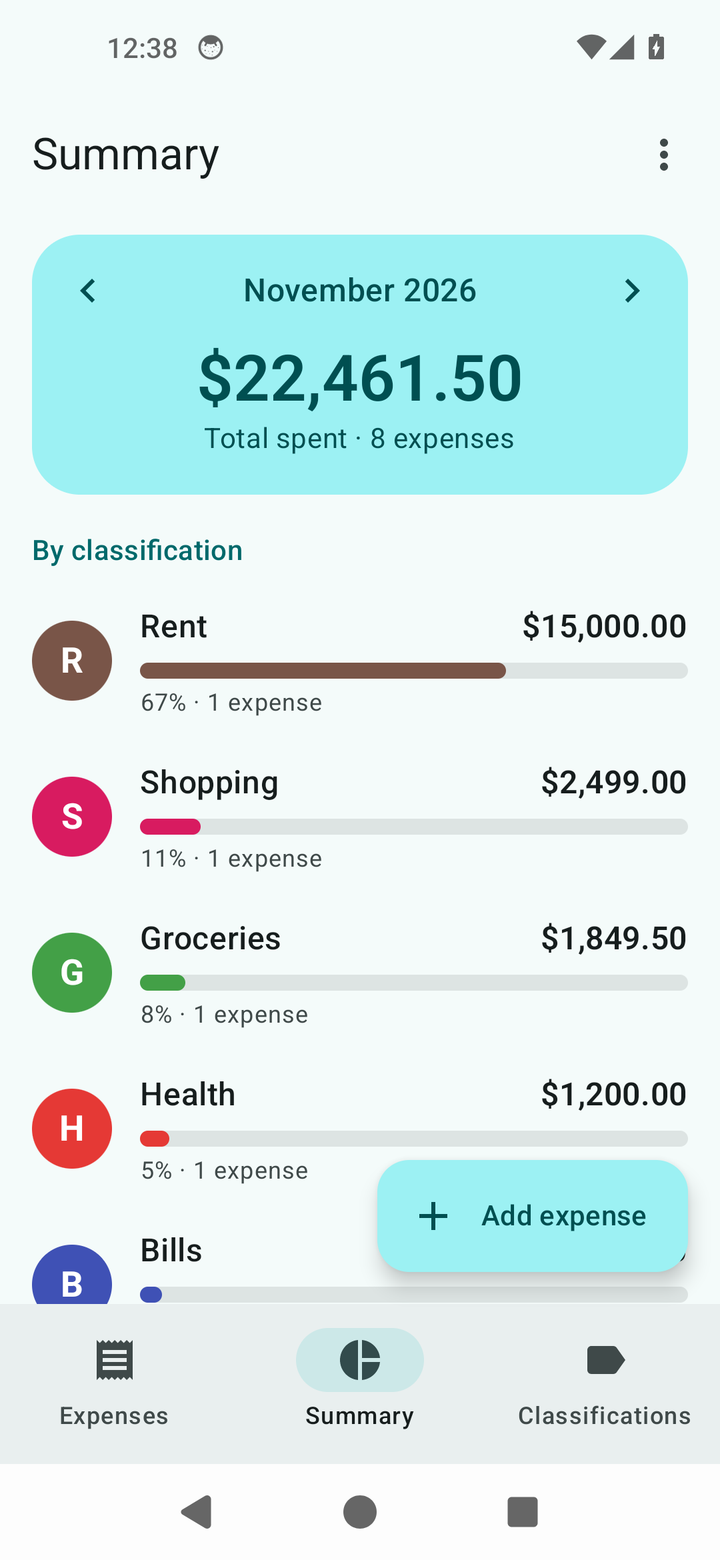 12:38
Summary
November 2026
$22,461.50
Total spent · 8 expenses
By classification
R
Rent
$15,000.00
67% · 1 expense
S
Shopping
$2,499.00
11% · 1 expense
G
Groceries
$1,849.50
8% · 1 expense
H
Health
$1,200.00
5% · 1 expense
Add expense
B
Bills
Expenses
Summary
Classifications